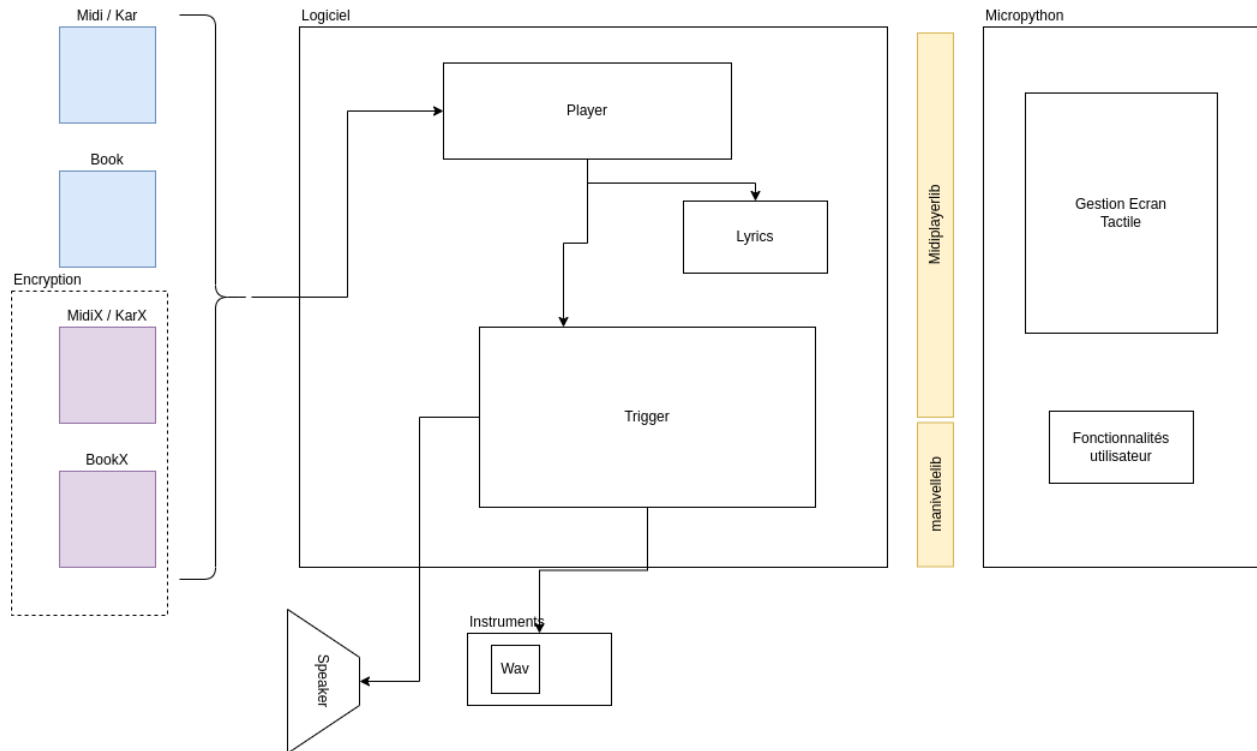 Midi / Kar
Book
Encryption
MidiX / KarX
BookX
Logiciel
Player
Lyrics
Trigger
Speaker
Instruments
Wav
Midiplayerlib
manivellelib
Micropython
Gestion Ecran
Tactile
Fonctionnalités
utilisateur